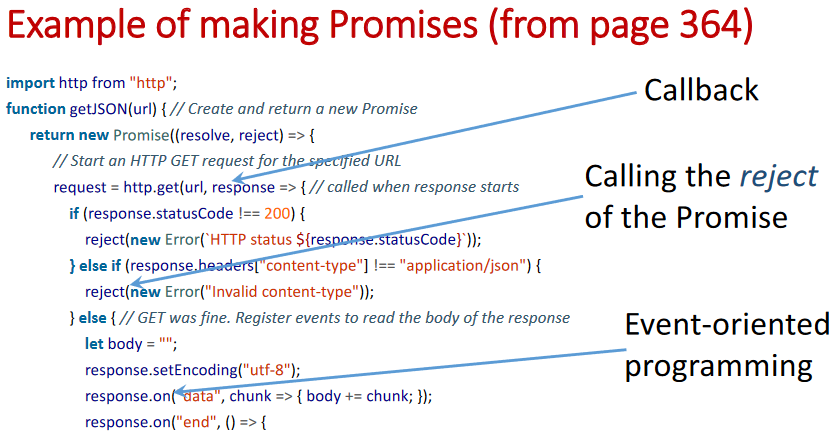 Example of making Promises (from page 364)
import http from "http";
function getJSON(url) { // Create and return a new Promise
return new Promise((resolve, reject) => {
// Start an HTTP GET request for the specified URL
request = http.get(url, response => { // called when response starts
if (response.statusCode !== 200) {
reject(new Error(`HTTP status ${response.statusCode}`));
} else if (response.headers["content-type"] !== "application/json") {
reject(new Error("Invalid content-type"));
} else { // GET was fine. Register events to read the body of the response
let body = "";
response.setEncoding("utf-8");
response.on("data", chunk => { body += chunk; });
response.on("end", () => {
Callback
Calling the reject
of the Promise
Event-oriented
programming